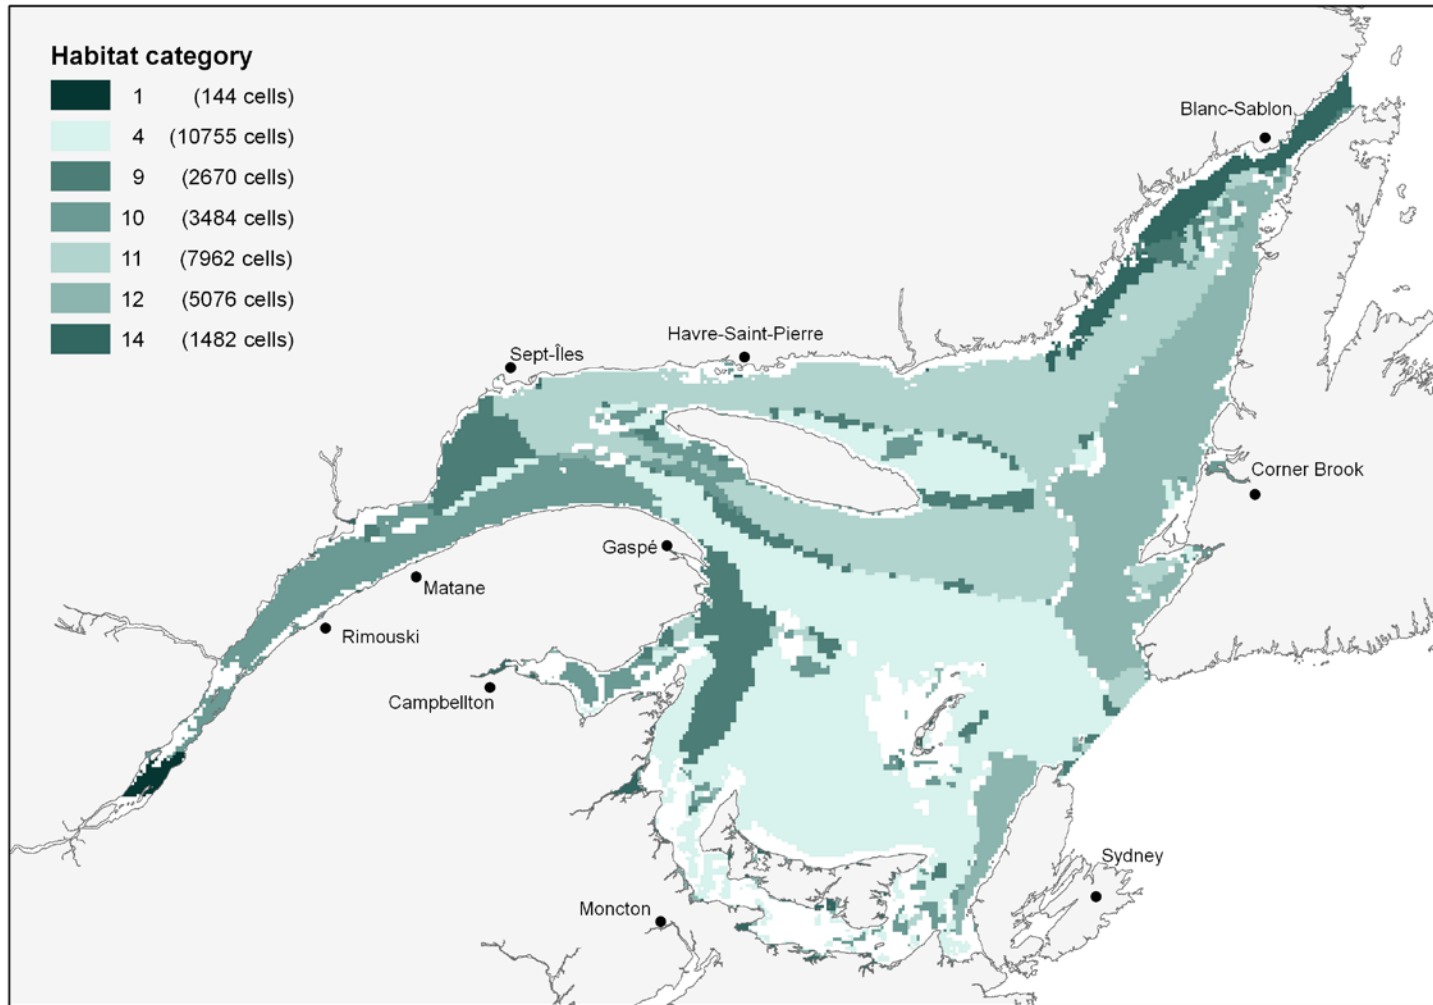 Habitat category
1 (144 cells)
4 (10755 cells)
9 (2670 cells)
10 (3484 cells)
11 (7962 cells)
12 (5076 cells)
14 (1482 cells)
Blanc-Sablon
Havre-Saint-Pierre
Sept-Îles
Corner Brook
Gaspé
Matane
Rimouski
Campbellton
Sydney
Moncton